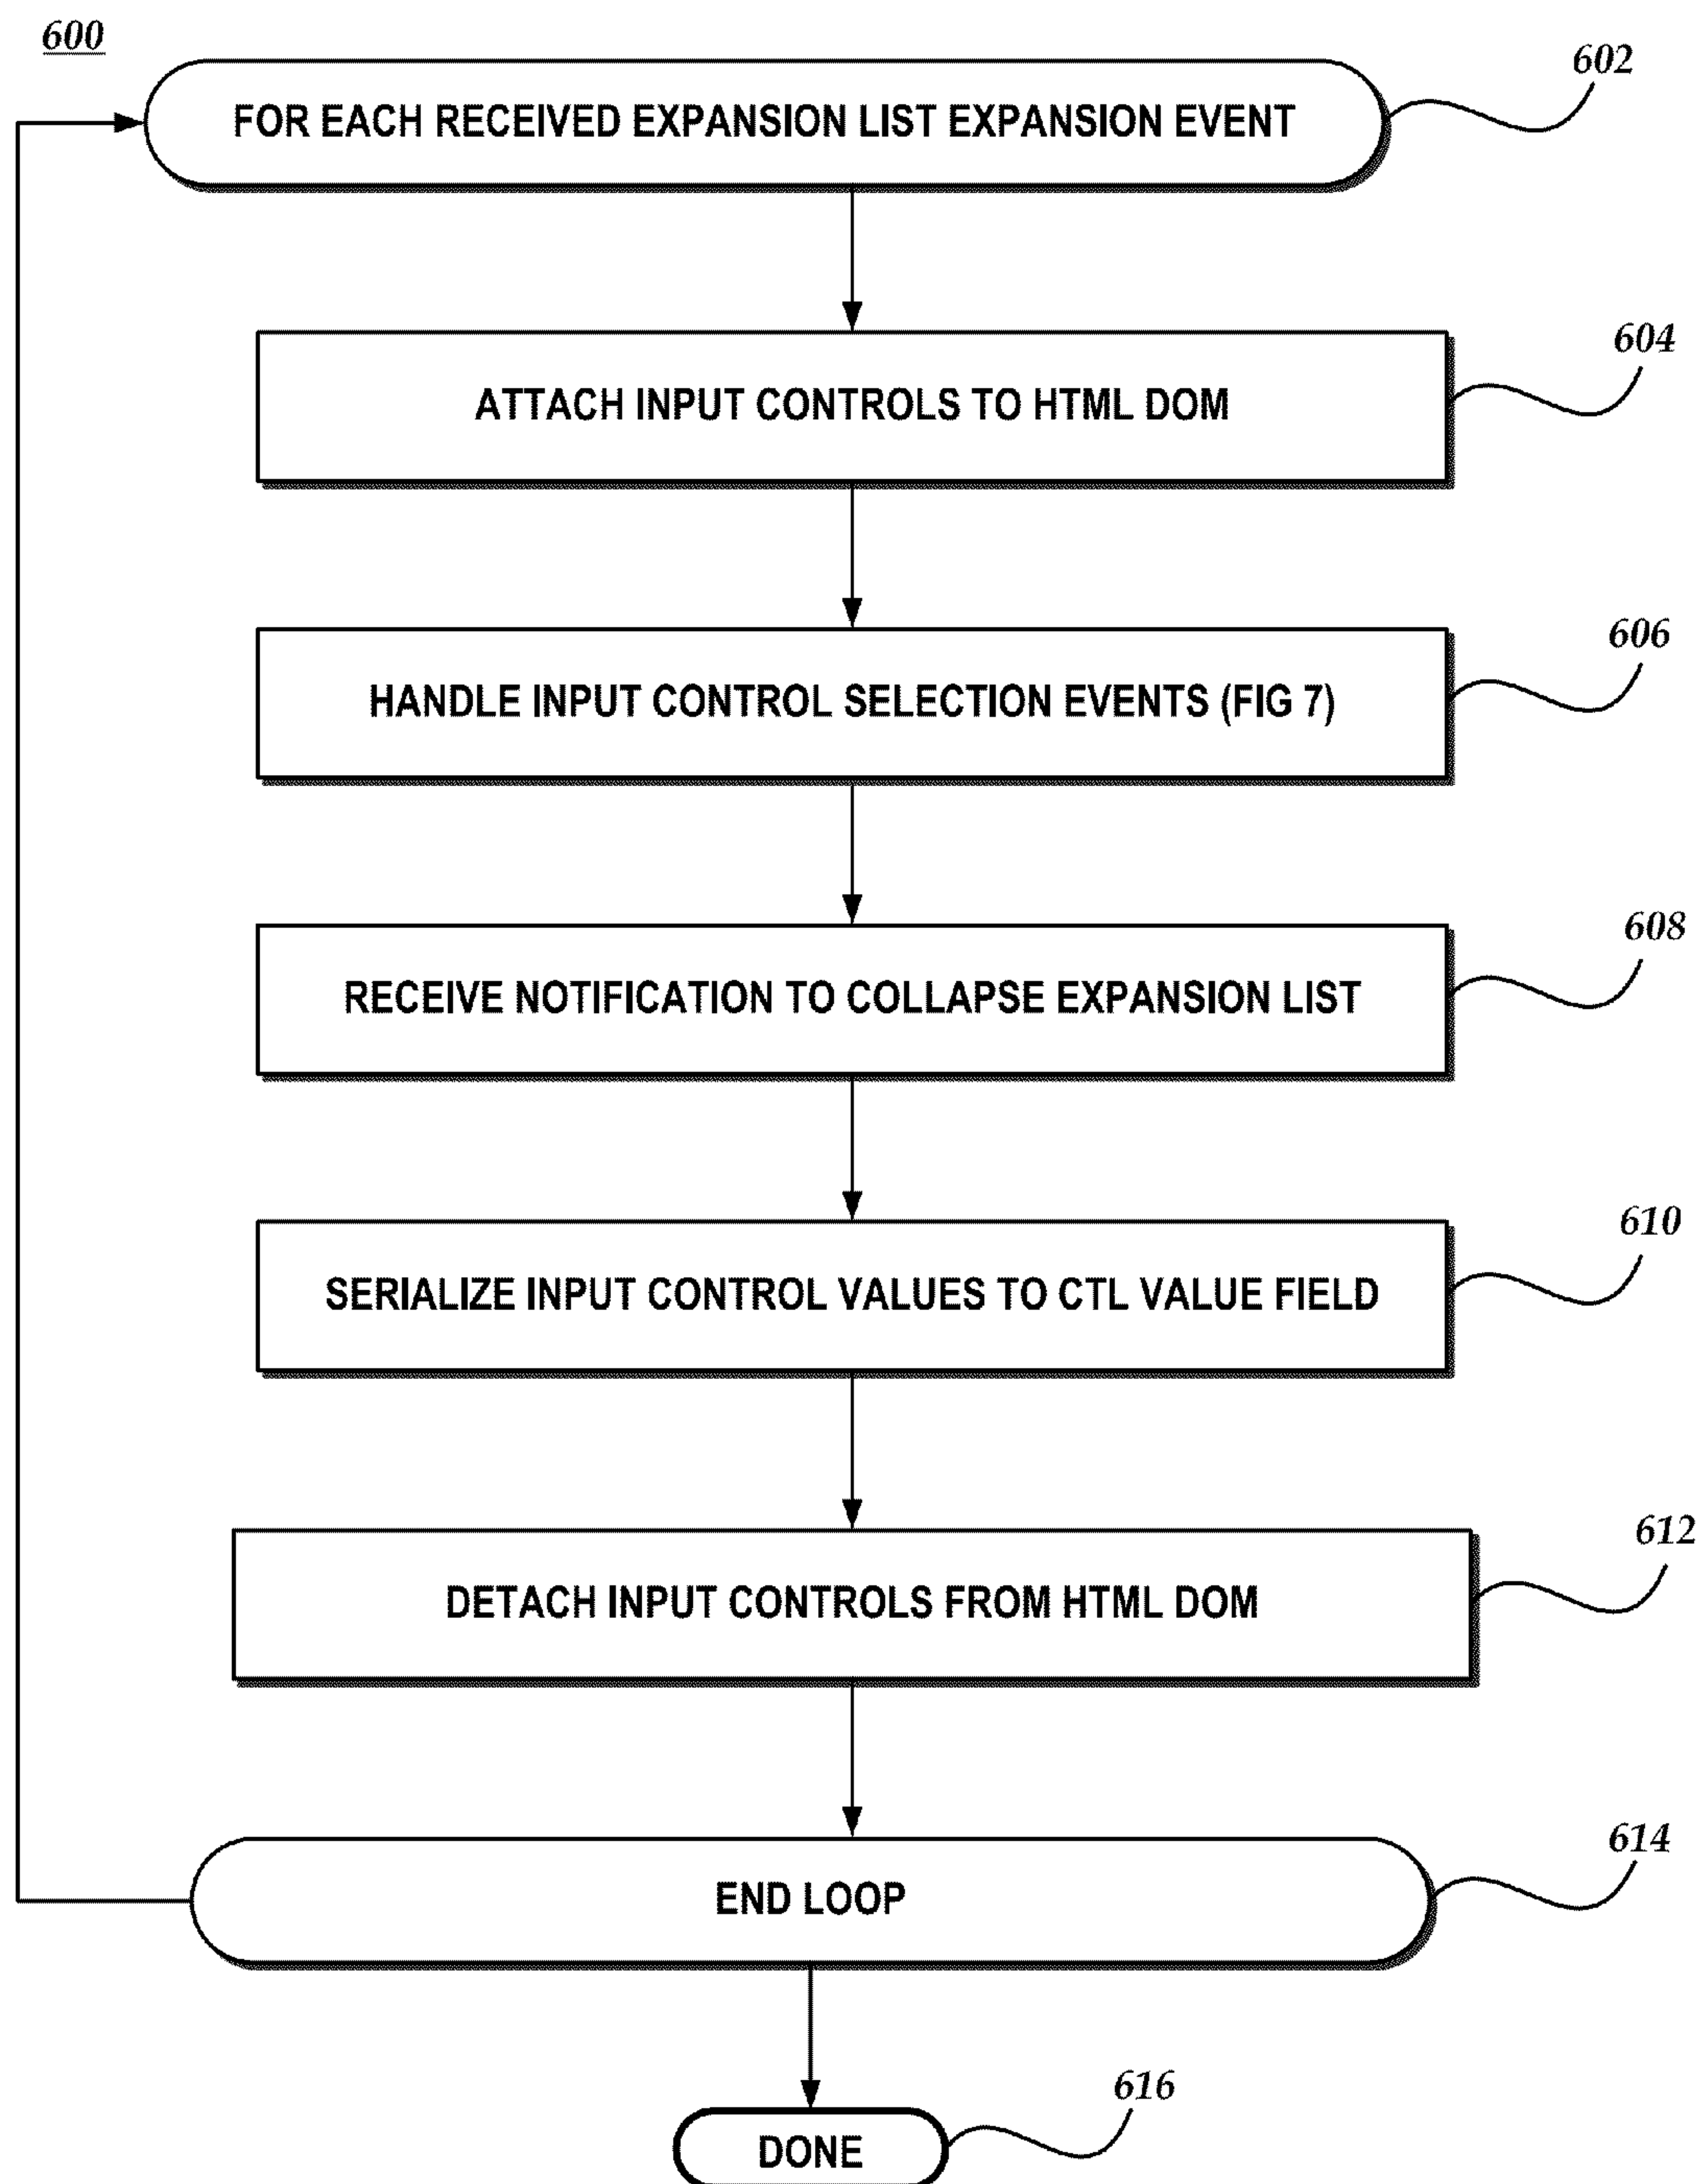 600
602
FOR EACH RECEIVED EXPANSION LIST EXPANSION EVENT
604
ATTACH INPUT CONTROLS TO HTML DOM
606
HANDLE INPUT CONTROL SELECTION EVENTS (FIG 7)
608
RECEIVE NOTIFICATION TO COLLAPSE EXPANSION LIST
610
SERIALIZE INPUT CONTROL VALUES TO CTL VALUE FIELD
612
DETACH INPUT CONTROLS FROM HTML DOM
614
END LOOP
616
DONE